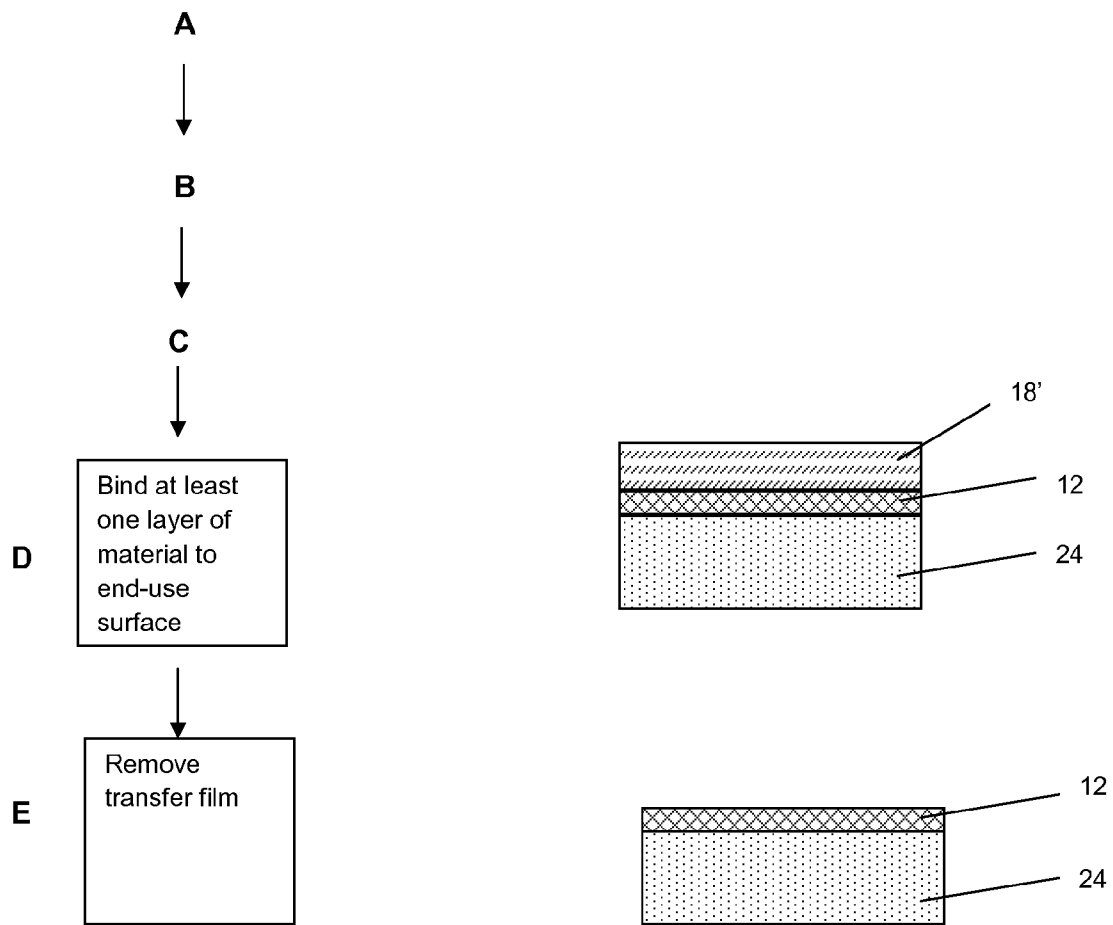 A
B
C
D
Bind at least
one layer of
material to
end-use
surface
18’
12
24
E
Remove
transfer film
12
24